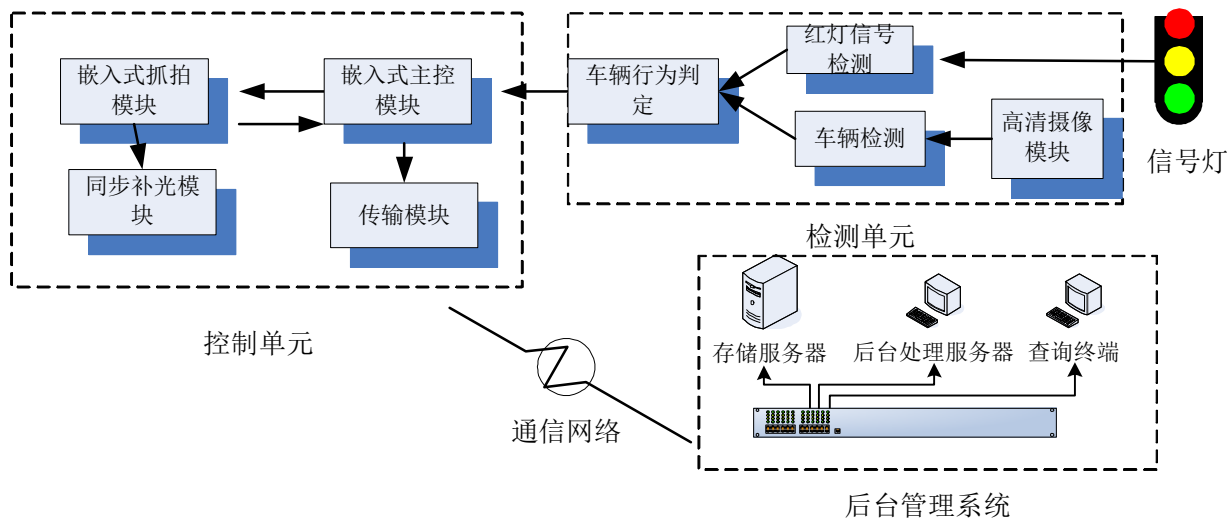 嵌入式抓拍
模块
嵌入式主控
模块
同步补光模
块
传输模块
控制单元
车辆行为判
定
红灯信号
检测
车辆检测
高清摄像
模块
检测单元
信号灯
通信网络
存储服务器
后台处理服务器
查询终端
后台管理系统